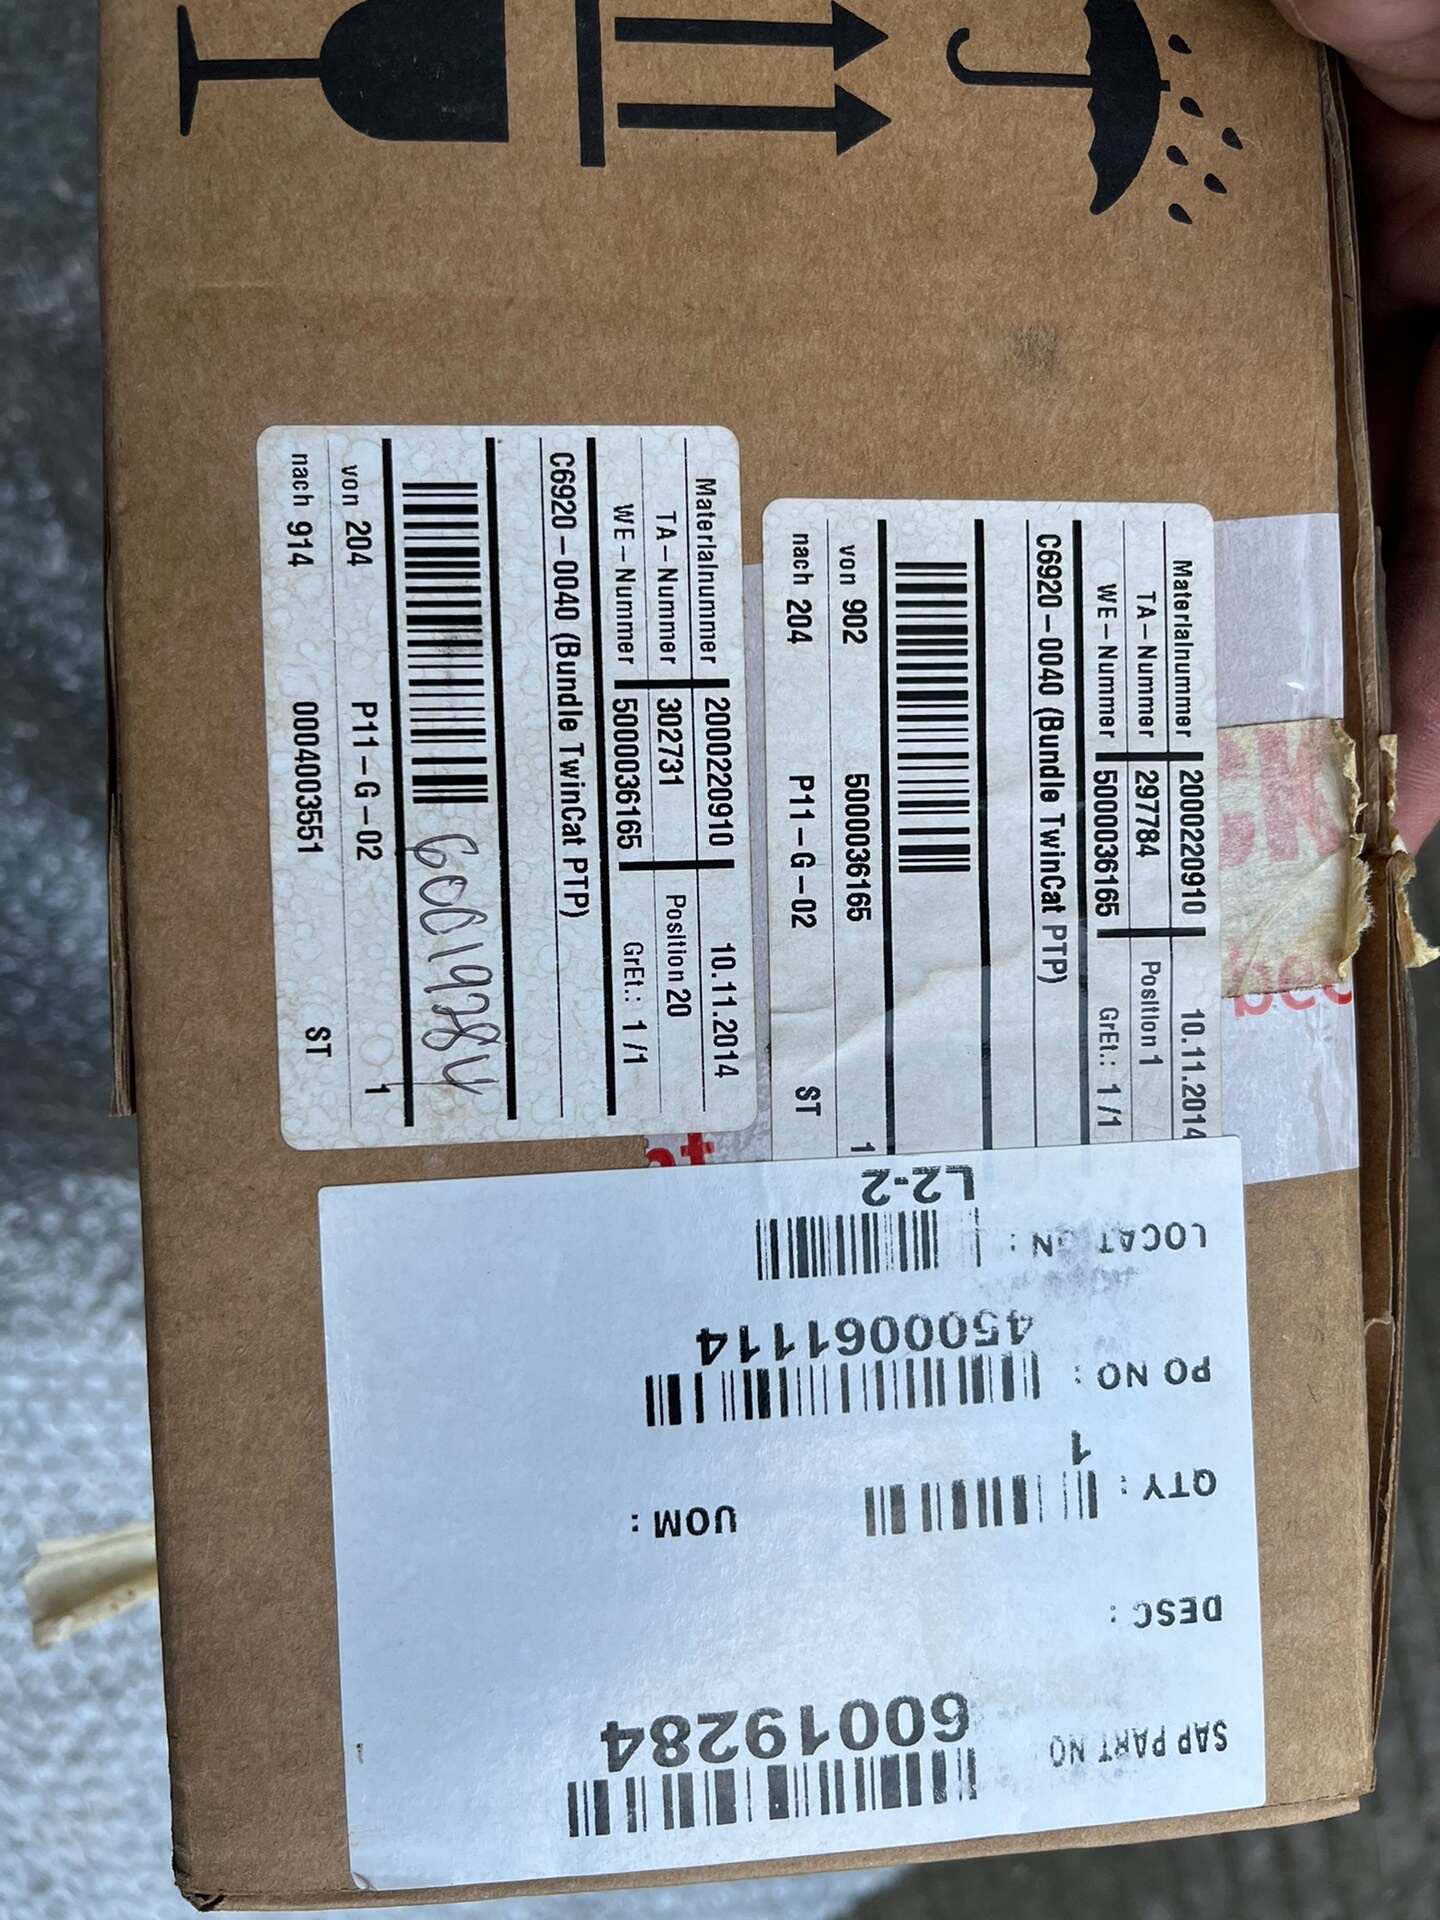 Materialnummer 2000220910 10.11.2014
TA-Nummer 297784 Position 1
WE-Nummer 5000036165 GrEt.: 1/1
C6920-0040 (Bundle TwinCat PTP)
von 902 5000036165 1
nach 204 P11-G-02 ST
Materialnummer 2000220910 10.11.2014
TA-Nummer 302731 Position 20
WE-Nummer 5000036165 GrEt.: 1/1
C6920-0040 (Bundle TwinCat PTP)
60019284
von 204 P11-G-02 1
nach 914 0004003551 ST
SAP PART NO
60019284
DESC :
QTY : 1 UOM :
PO NO : 4500061114
LOCAT N : L2-2